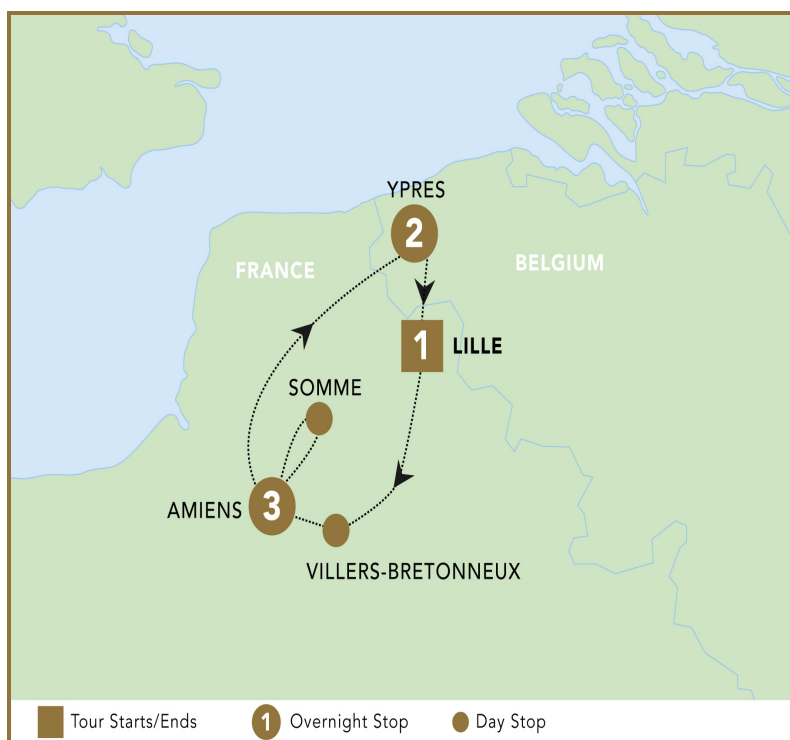 YPRES
2
FRANCE
BELGIUM
1
LILLE
SOMME
AMIENS
3
VILLERS-BRETONNEUX
Tour Starts/Ends
1
Overnight Stop
Day Stop